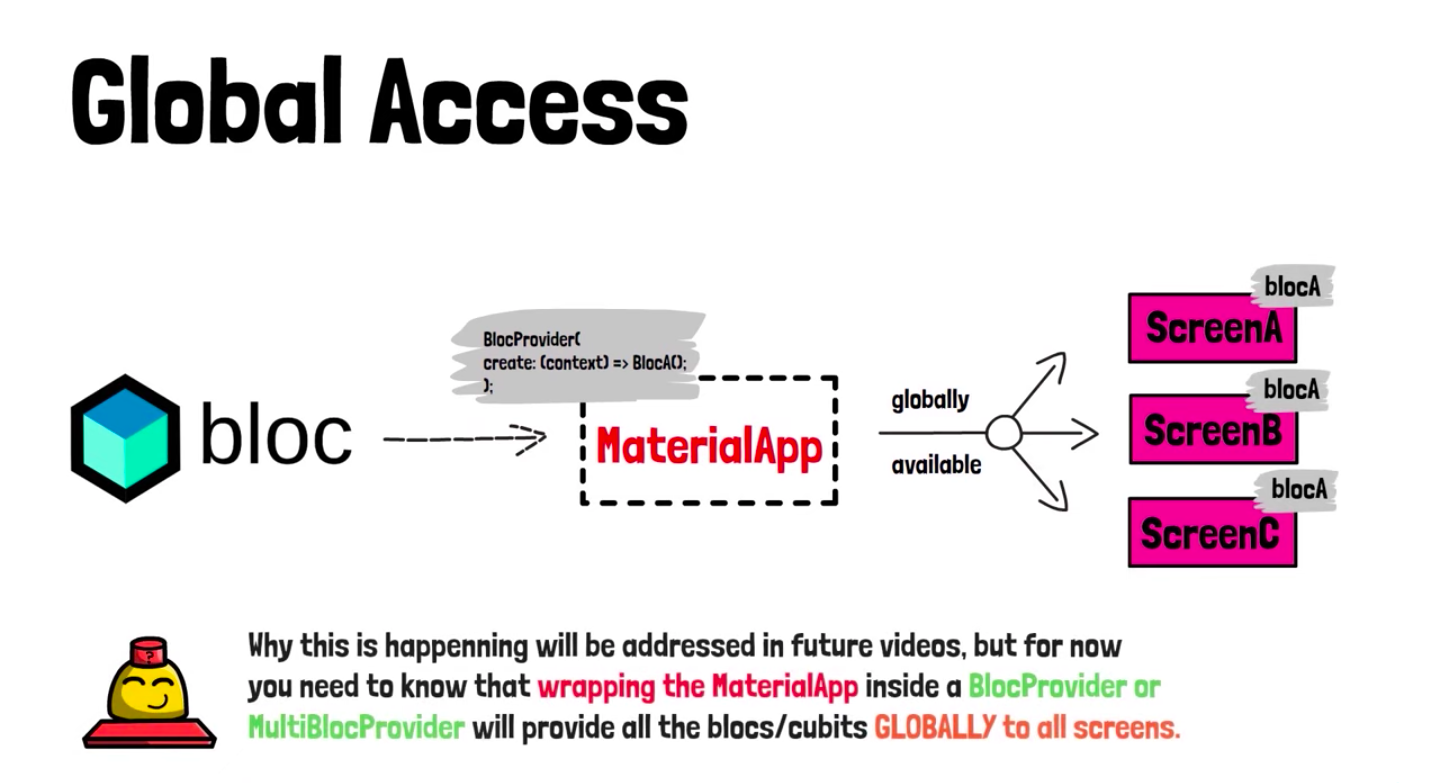 Global Access
bloc
BlocProvider(
create: (context) => BlocA();
);
MaterialApp
globally
available
blocA
ScreenA
blocA
ScreenB
blocA
ScreenC
?
Why this is happenning will be addressed in future videos, but for now
you need to know that wrapping the MaterialApp inside a BlocProvider or
MultiBlocProvider will provide all the blocs/cubits GLOBALLY to all screens.